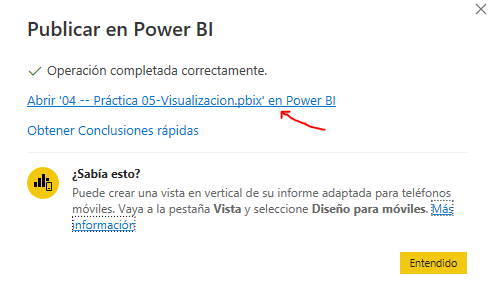 Publicar en Power BI
Operación completada correctamente.
Abrir '04 -- Práctica 05-Visualizacion.pbix' en Power BI
Obtener Conclusiones rápidas
¿Sabía esto?
Puede crear una vista en vertical de su informe adaptada para teléfonos
móviles. Vaya a la pestaña Vista y seleccione Diseño para móviles. Más
información
Entendido